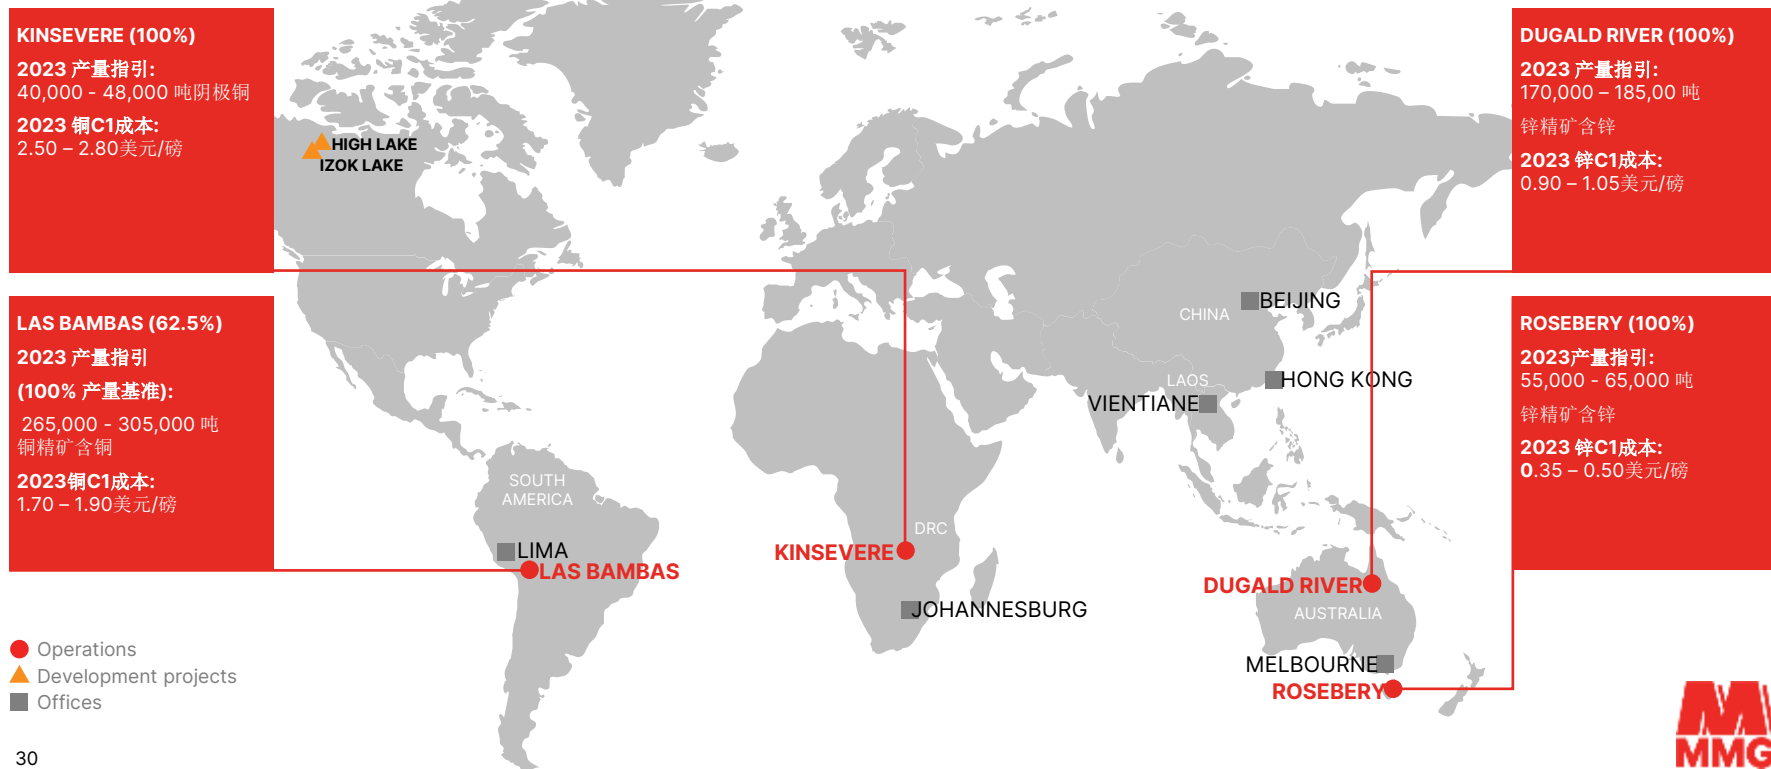 KINSEVERE (100%)
2023 产量指引:
40,000 - 48,000 吨阴极铜
2023 铜C1成本:
2.50 – 2.80美元/磅
LAS BAMBAS (62.5%)
2023 产量指引
(100% 产量基准):
265,000 - 305,000 吨
铜精矿含铜
2023铜C1成本:
1.70 – 1.90美元/磅
HIGH LAKE
IZOK LAKE
CHINA
BEIJING
LAOS
HONG KONG
VIENTIANE
SOUTH
AMERICA
LIMA
LAS BAMBAS
DRC
KINSEVERE
JOHANNESBURG
DUGALD RIVER
AUSTRALIA
MELBOURNE
ROSEBERY
DUGALD RIVER (100%)
2023 产量指引:
170,000 – 185,00 吨
锌精矿含锌
2023 锌C1成本:
0.90 – 1.05美元/磅
ROSEBERY (100%)
2023产量指引:
55,000 - 65,000 吨
锌精矿含锌
2023 锌C1成本:
0.35 – 0.50美元/磅
Operations
Development projects
Offices
30
MMG